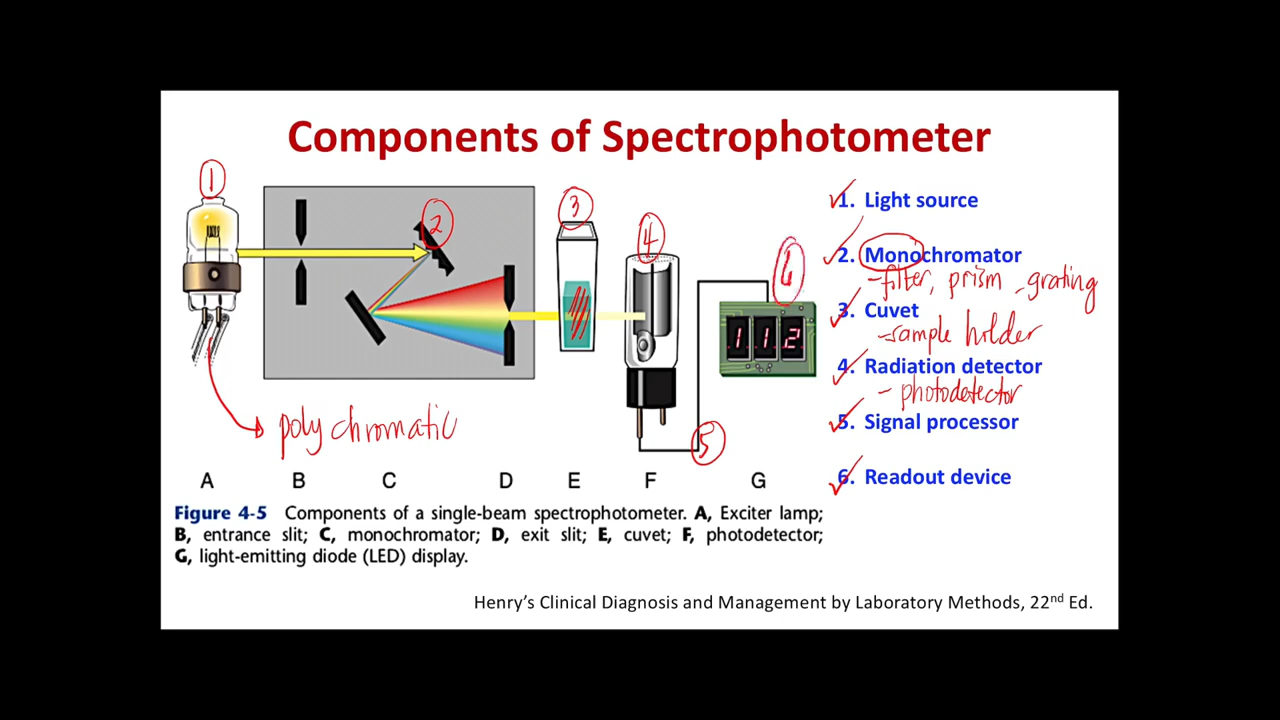 Components of Spectrophotometer
1
2
3
4
6
112
5
polychromatic
A B C D E F G
1. Light source
2. Monochromator
- filter, prism - grating
3. Cuvet
- sample holder
4. Radiation detector
- photodetector
5. Signal processor
6. Readout device
Figure 4-5 Components of a single-beam spectrophotometer. A, Exciter lamp;
B, entrance slit; C, monochromator; D, exit slit; E, cuvet; F, photodetector;
G, light-emitting diode (LED) display.
Henry's Clinical Diagnosis and Management by Laboratory Methods, 22nd Ed.